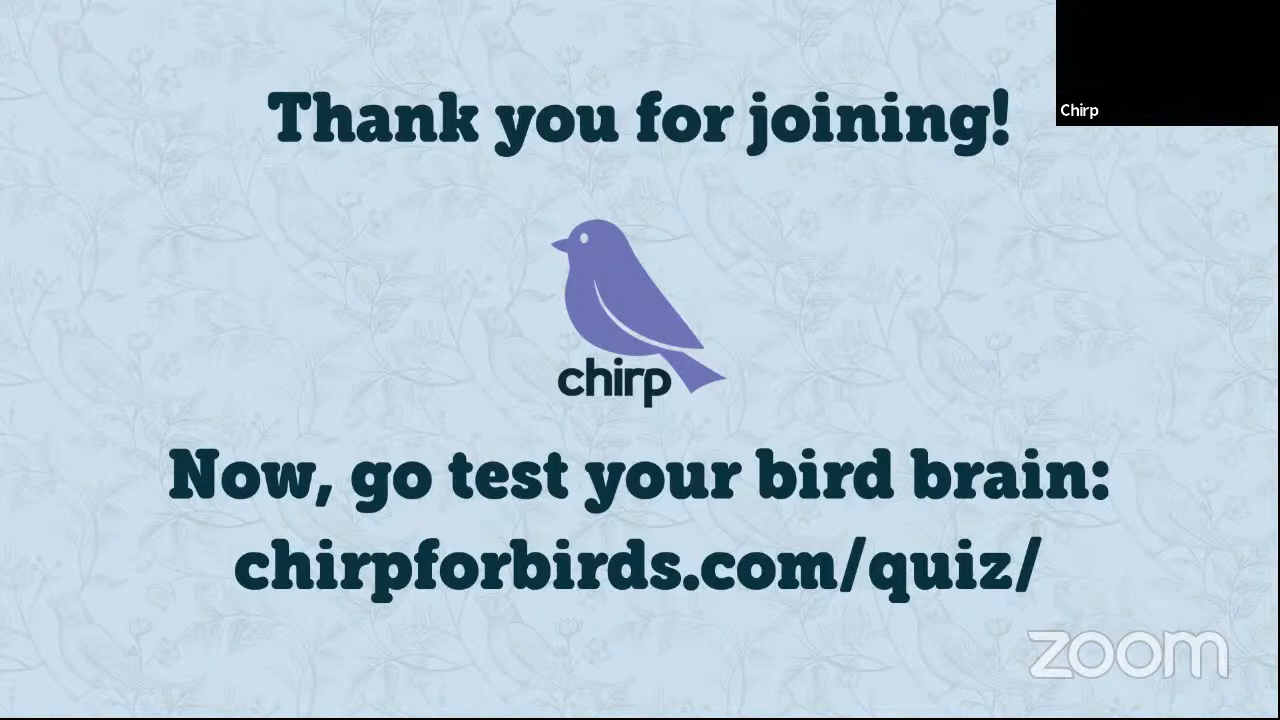 Thank you for joining!
Chirp
chirp
Now, go test your bird brain:
chirpforbirds.com/quiz/
zoom